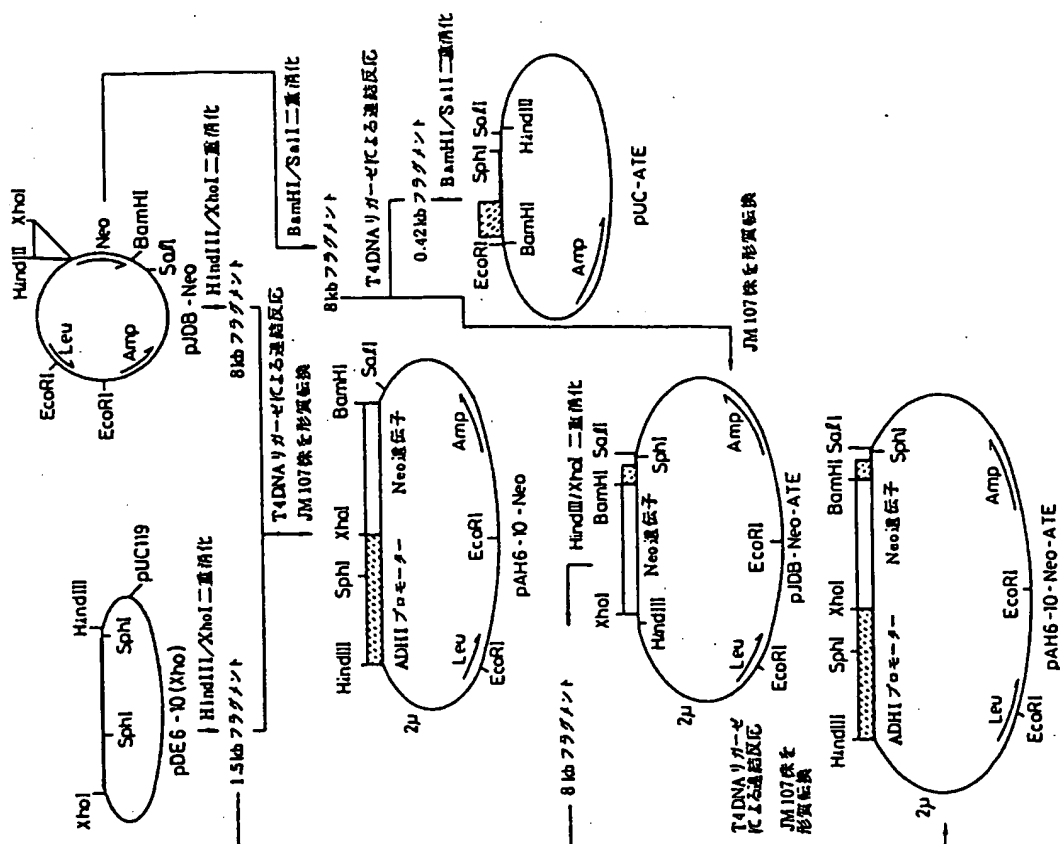 XhoI
HindIII
SphI
SphI
pUC119
pDE6-10(Xho)
HindIII/XhoI二重消化
1.5kbフラグメント
HindIII
XhoI
EcoRI
Leu
Neo
EcoRI
Amp
BamHI
SalI
pJDB-Neo
HindIII/XhoI二重消化
8kbフラグメント
T4DNAリガーゼによる連結反応
JM107株を形質転換
BamHI/SalI二重消化
8kbフラグメント
T4DNAリガーゼによる連結反応
0.42kbフラグメント
BamHI/SalI二重消化
EcoRI
SphI
SalI
BamHI
HindIII
Amp
pUC-ATE
JM107株を形質転換
HindIII
SphI
XhoI
BamHI
SalI
ADHIプロモーター
Neo遺伝子
2μ
Leu
Amp
EcoRI
EcoRI
pAH6-10-Neo
8kbフラグメント
HindIII/XhoI二重消化
XhoI
BamHI
SalI
HindIII
Neo遺伝子
SphI
2μ
Leu
Amp
EcoRI
EcoRI
pJDB-Neo-ATE
T4DNAリガーゼ
による連結反応
JM107株を
形質転換
HindIII
SphI
XhoI
BamHI
SalI
ADHIプロモーター
Neo遺伝子
SphI
2μ
Leu
Amp
EcoRI
EcoRI
pAH6-10-Neo-ATE